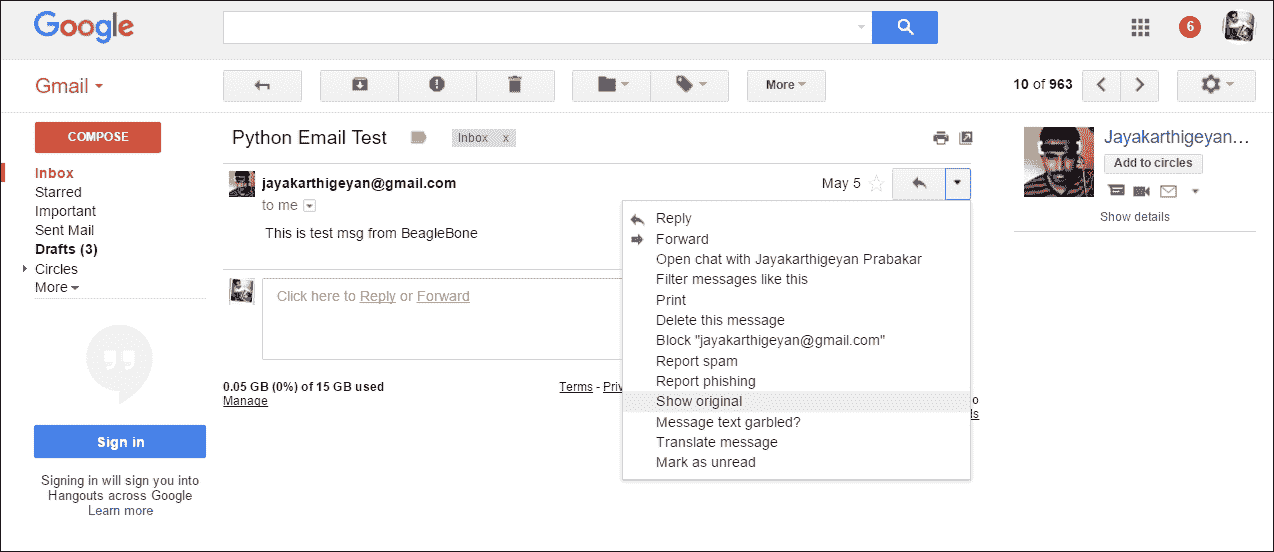 Google
6
Gmail
More
10 of 963
COMPOSE
Python Email Test
Inbox x
Jayakarthigeyan...
Add to circles
Show details
Inbox
Starred
Important
Sent Mail
Drafts (3)
Circles
More
jayakarthigeyan@gmail.com
May 5
to me
This is test msg from BeagleBone
Reply
Forward
Open chat with Jayakarthigeyan Prabakar
Filter messages like this
Print
Delete this message
Block "jayakarthigeyan@gmail.com"
Report spam
Report phishing
Show original
Message text garbled?
Translate message
Mark as unread
Click here to Reply or Forward
0.05 GB (0%) of 15 GB used
Manage
Terms - Priv
Sign in
Signing in will sign you into
Hangouts across Google
Learn more